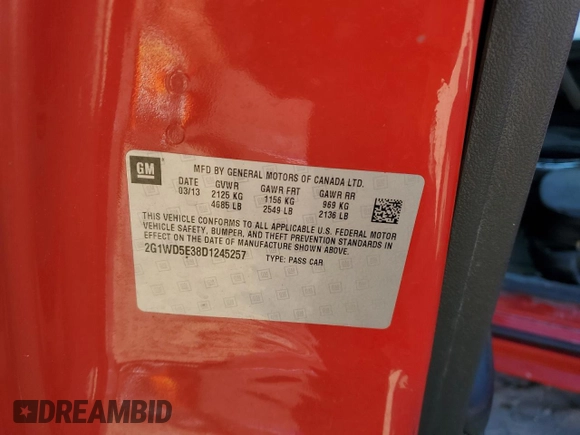 GM
MFD BY GENERAL MOTORS OF CANADA LTD.
DATE GVWR GAWR FRT GAWR RR
03/13 2125 KG 1156 KG 969 KG
4685 LB 2549 LB 2136 LB
THIS VEHICLE CONFORMS TO ALL APPLICABLE U.S. FEDERAL MOTOR
VEHICLE SAFETY, BUMPER, AND THEFT PREVENTION STANDARDS IN
EFFECT ON THE DATE OF MANUFACTURE SHOWN ABOVE.
2G1WD5E38D1245257 TYPE: PASS CAR
DREAMBID